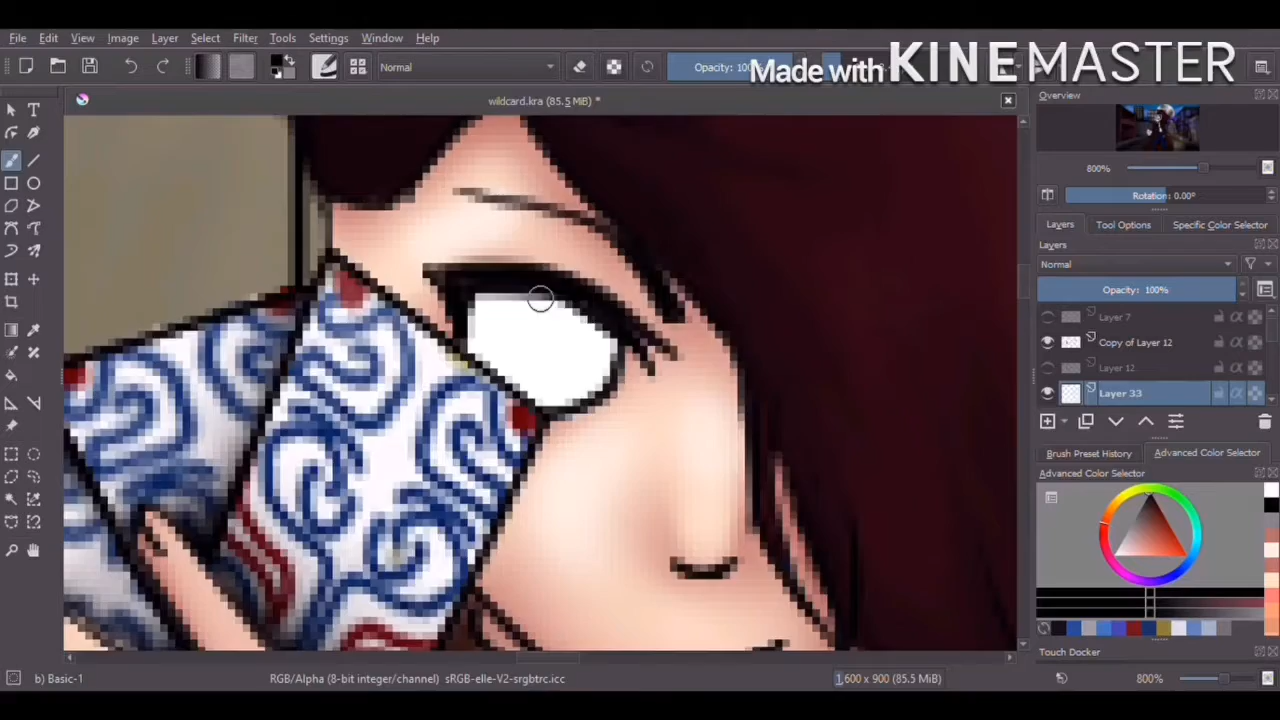 File Edit View Image Layer Select Filter Tools Settings Window Help
Normal
Opacity: 100%
Made with KINEMASTER
wildcard.kra (85.5 MiB) *
Overview
800%
Rotation: 0.00°
Layers Tool Options Specific Color Selector
Layers
Normal
Opacity: 100%
Layer 7
Copy of Layer 12
Layer 12
Layer 33
Brush Preset History Advanced Color Selector
Advanced Color Selector
Touch Docker
b) Basic-1 RGB/Alpha (8-bit integer/channel) sRGB-elle-V2-srgbtrc.icc 1,600 x 900 (85.5 MiB) 800%